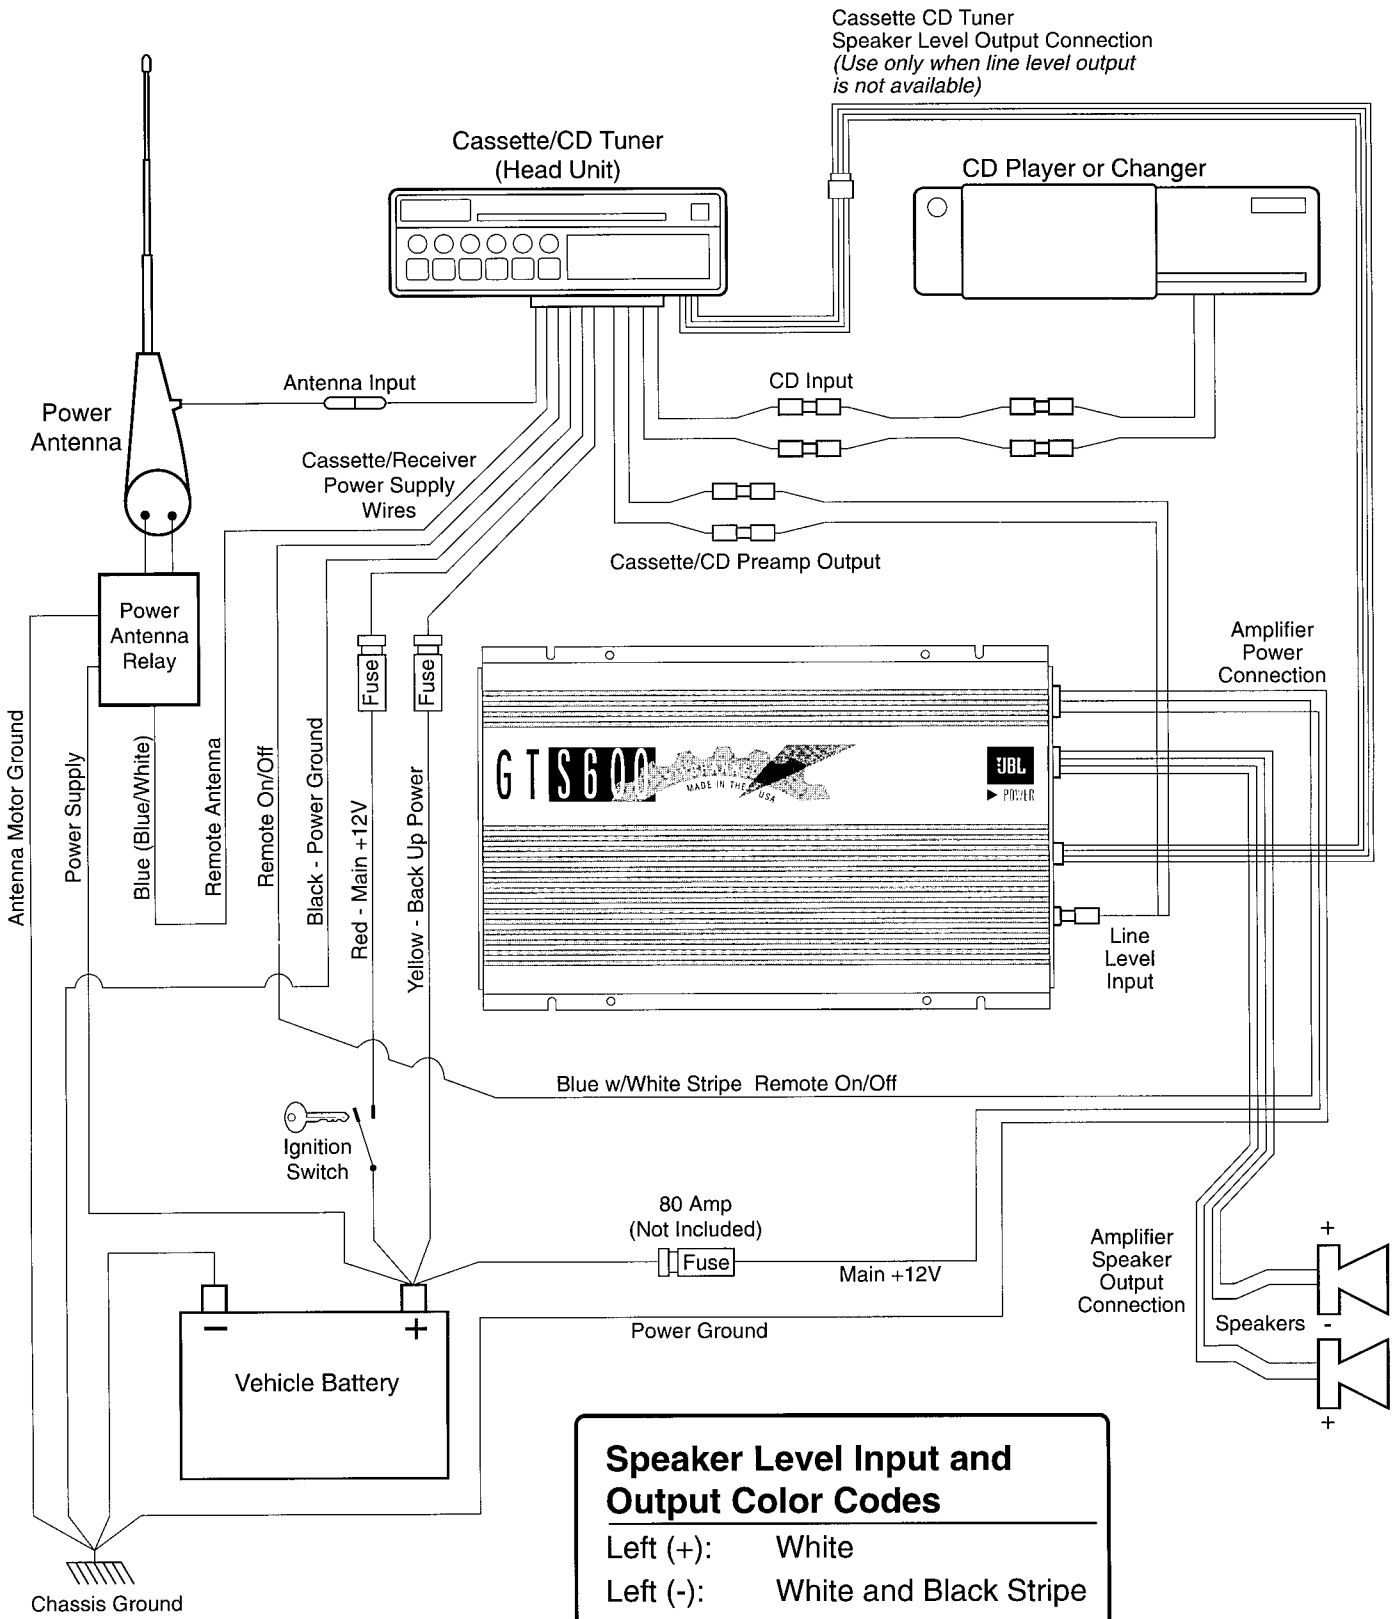 Cassette CD Tuner
Speaker Level Output Connection
(Use only when line level output
is not available)
Cassette/CD Tuner
(Head Unit)
CD Player or Changer
Antenna Input
CD Input
Power
Antenna
Cassette/Receiver
Power Supply
Wires
Cassette/CD Preamp Output
Power
Antenna
Relay
Amplifier
Power
Connection
Fuse
Fuse
Antenna Motor Ground
Power Supply
Blue (Blue/White)
Remote Antenna
Remote On/Off
Black - Power Ground
Red - Main +12V
Yellow - Back Up Power
GTS600
MADE IN THE USA
JBL
POWER
Line
Level
Input
Blue w/White Stripe Remote On/Off
Ignition
Switch
80 Amp
(Not Included)
Fuse
Main +12V
Amplifier
Speaker
Output
Connection
+
Speakers -
+
- +
Power Ground
Vehicle Battery
Speaker Level Input and
Output Color Codes
Left (+): White
Left (-): White and Black Stripe
Chassis Ground